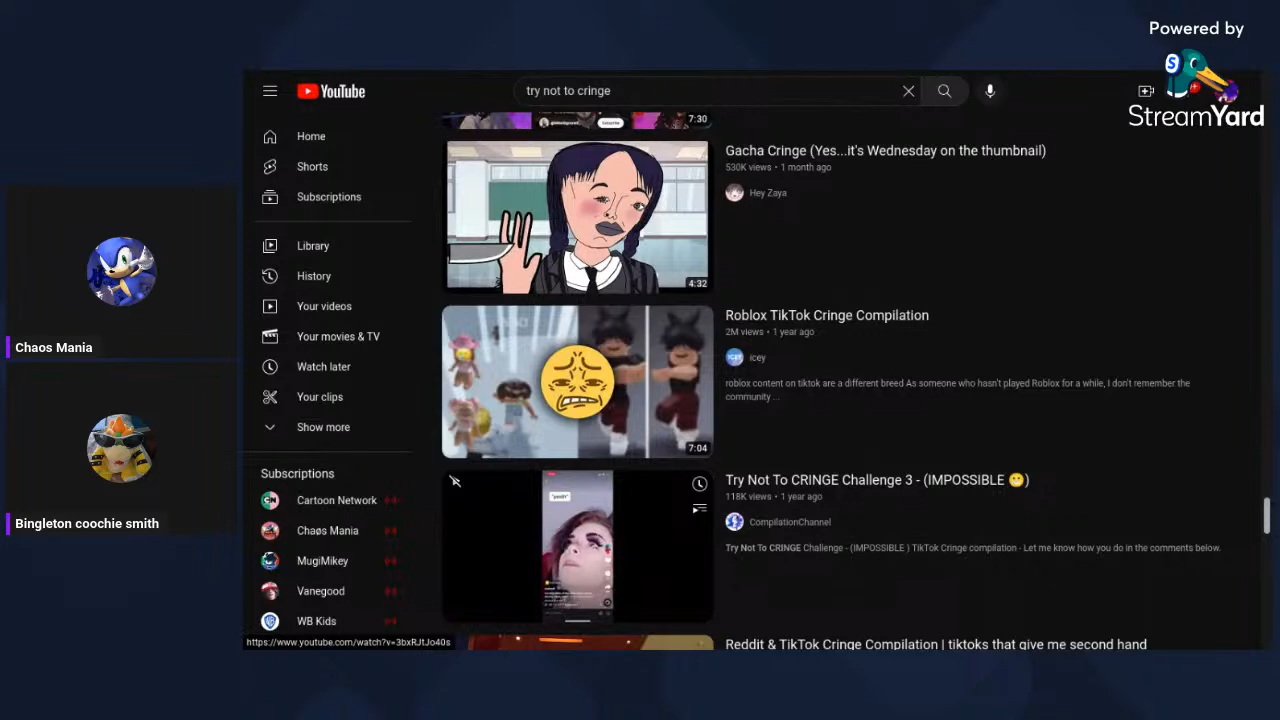 Powered by
StreamYard
YouTube
try not to cringe
Home
Shorts
Subscriptions
Library
History
Your videos
Your movies & TV
Watch later
Your clips
Show more
Subscriptions
Cartoon Network
Chaøs Mania
MugiMikey
Vanegood
WB Kids
https://www.youtube.com/watch?v=3bxRJtJo40s
Chaos Mania
Bingleton coochie smith
7:30
Subscribe
Gacha Cringe (Yes...it's Wednesday on the thumbnail)
530K views • 1 month ago
Hey Zaya
4:32
Roblox TikTok Cringe Compilation
2M views • 1 year ago
icey
roblox content on tiktok are a different breed As someone who hasn't played Roblox for a while, I don't remember the
community ...
7:04
Try Not To CRINGE Challenge 3 - (IMPOSSIBLE 😬)
118K views • 1 year ago
CompilationChannel
Try Not To CRINGE Challenge - (IMPOSSIBLE ) TikTok Cringe compilation - Let me know how you do in the comments below.
Reddit & TikTok Cringe Compilation | tiktoks that give me second hand